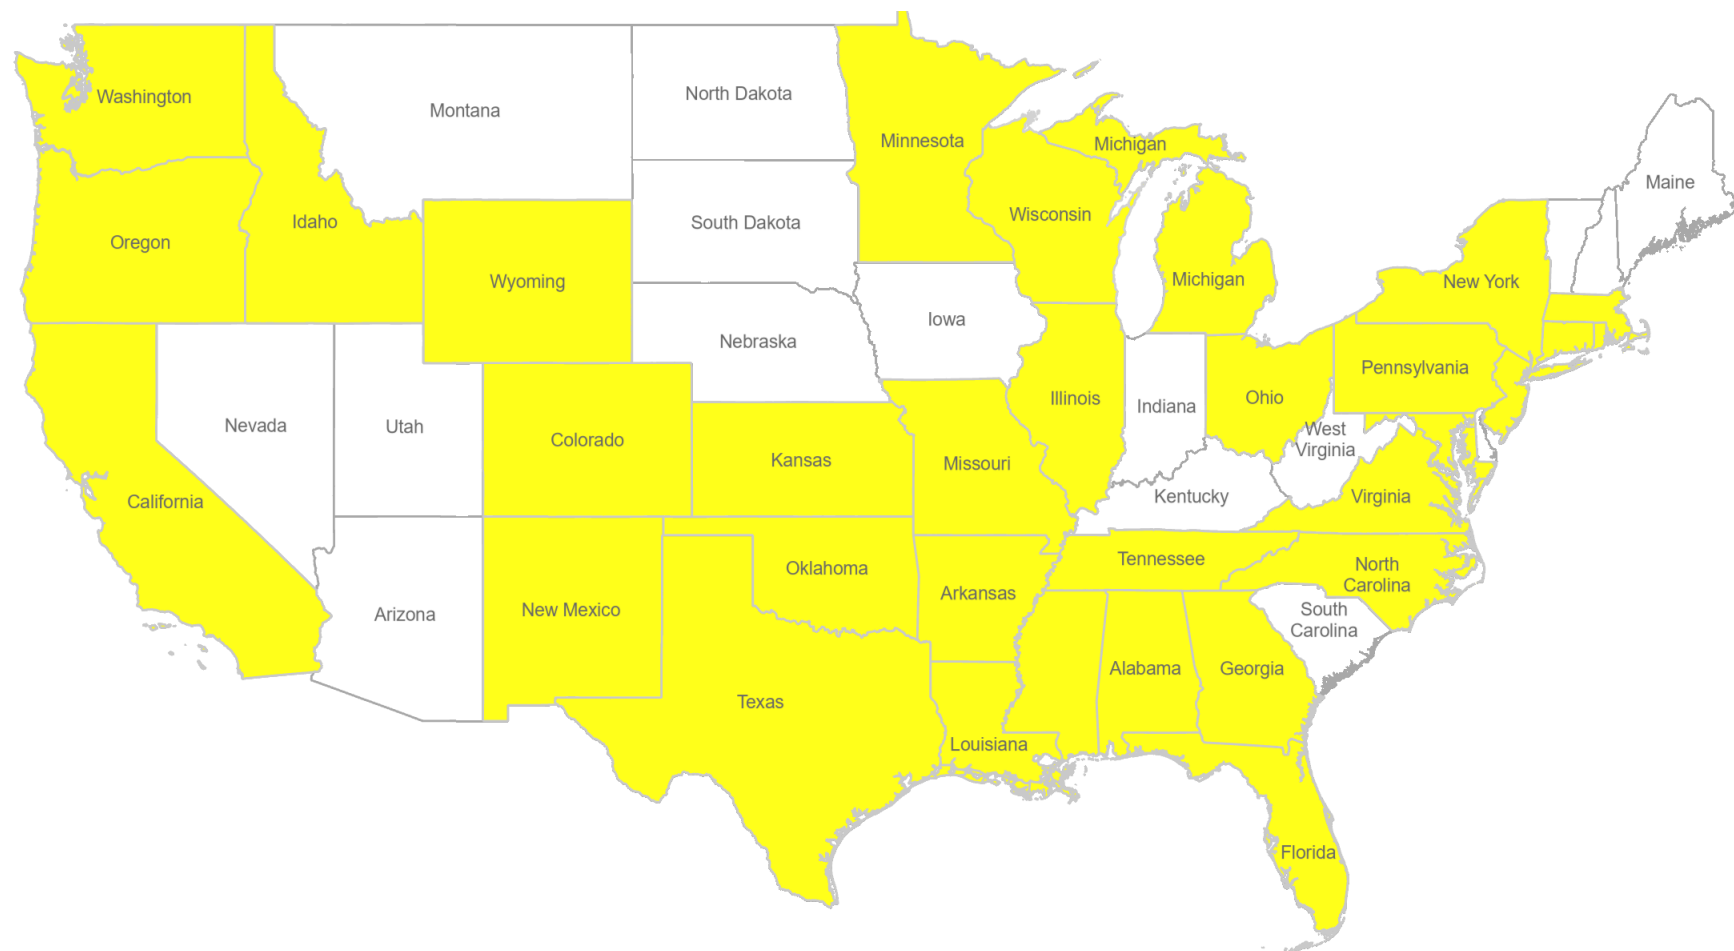 Washington
Montana
North Dakota
Minnesota
Michigan
Maine
Idaho
Oregon
South Dakota
Wisconsin
Wyoming
Michigan
New York
Iowa
Nebraska
Pennsylvania
Nevada
Utah
Colorado
Kansas
Missouri
Illinois
Indiana
Ohio
West
Virginia
California
Kentucky
Virginia
Arizona
New Mexico
Oklahoma
Arkansas
Tennessee
North
Carolina
South
Carolina
Texas
Louisiana
Alabama
Georgia
Florida